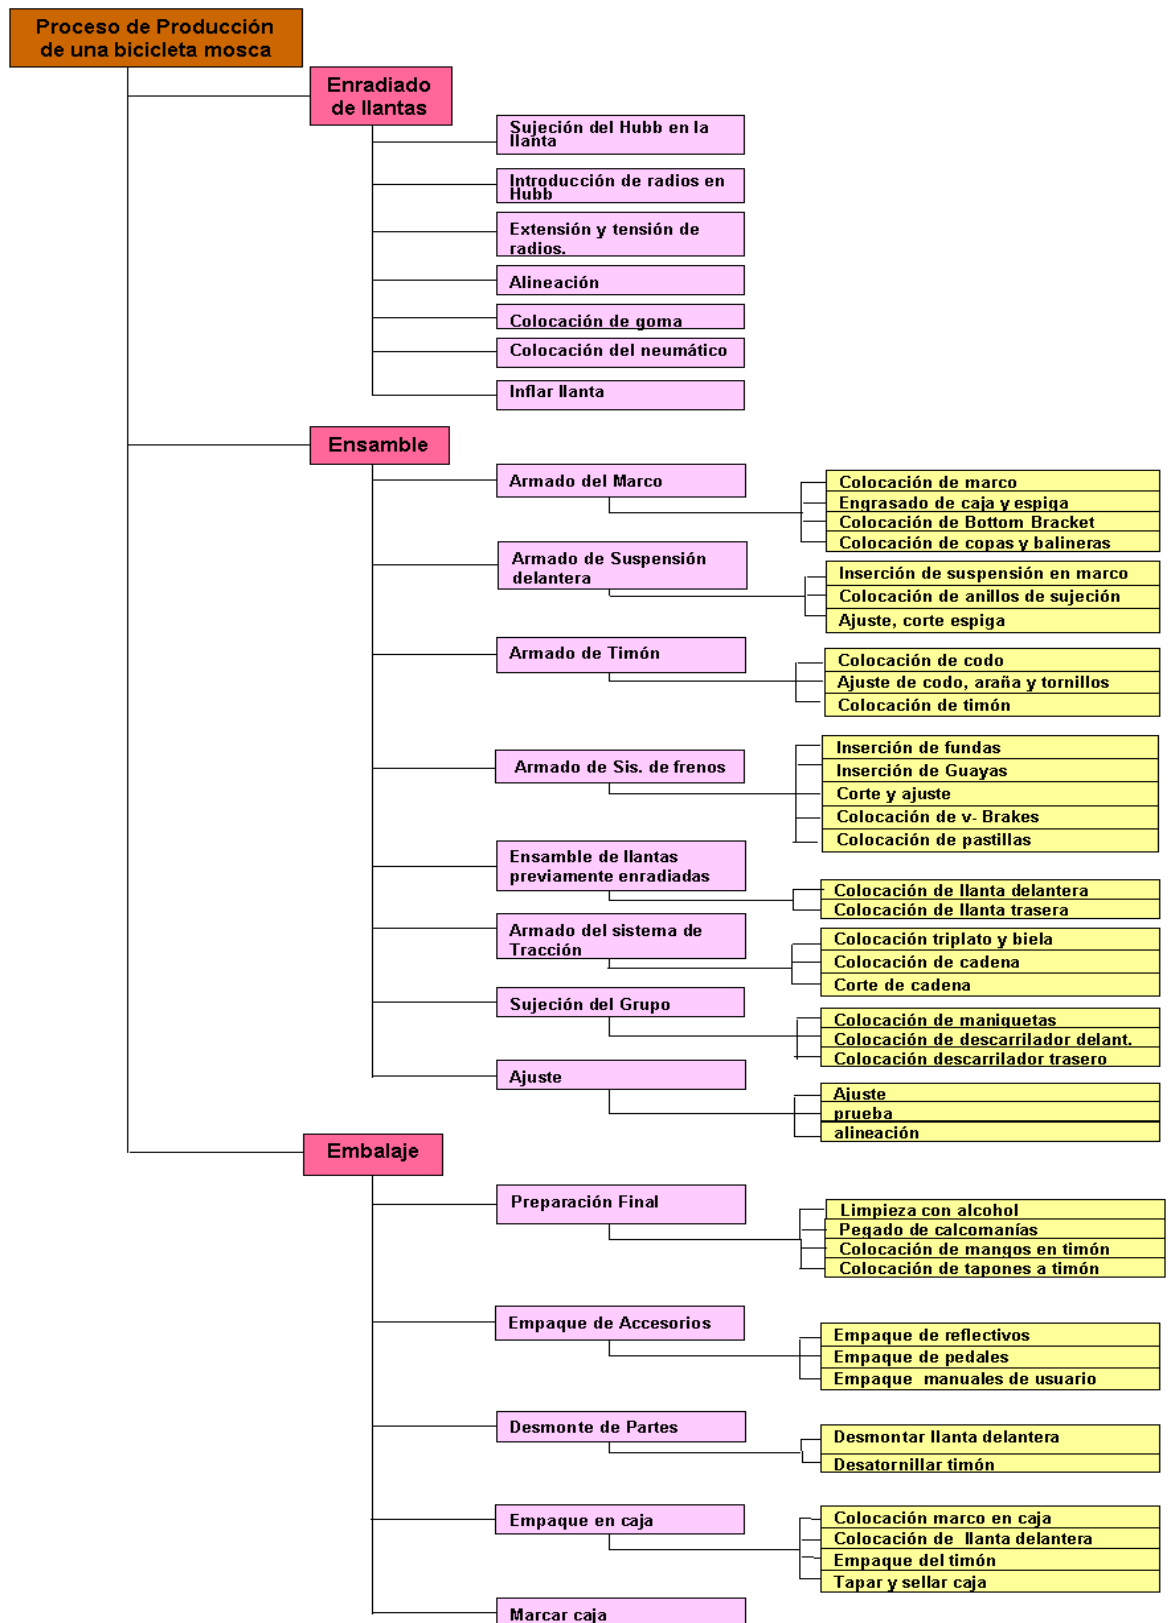 Proceso de Producción
de una bicicleta mosca
Enradiado
de llantas
Sujeción del Hubb en la
llanta
Introducción de radios en
Hubb
Extensión y tensión de
radios.
Alineación
Colocación de goma
Colocación del neumático
Inflar llanta
Ensamble
Armado del Marco
Colocación de marco
Engrasado de caja y espiga
Colocación de Bottom Bracket
Colocación de copas y balineras
Armado de Suspensión
delantera
Inserción de suspensión en marco
Colocación de anillos de sujeción
Ajuste, corte espiga
Armado de Timón
Colocación de codo
Ajuste de codo, araña y tornillos
Colocación de timón
Armado de Sis. de frenos
Inserción de fundas
Inserción de Guayas
Corte y ajuste
Colocación de v- Brakes
Colocación de pastillas
Ensamble de llantas
previamente enradiadas
Colocación de llanta delantera
Colocación de llanta trasera
Armado del sistema de
Tracción
Colocación triplato y biela
Colocación de cadena
Corte de cadena
Sujeción del Grupo
Colocación de maniquetas
Colocación de descarrilador delant.
Colocación descarrilador trasero
Ajuste
Ajuste
prueba
alineación
Embalaje
Preparación Final
Limpieza con alcohol
Pegado de calcomanías
Colocación de mangos en timón
Colocación de tapones a timón
Empaque de Accesorios
Empaque de reflectivos
Empaque de pedales
Empaque manuales de usuario
Desmonte de Partes
Desmontar llanta delantera
Desatornillar timón
Empaque en caja
Colocación marco en caja
Colocación de llanta delantera
Empaque del timón
Tapar y sellar caja
Marcar caja